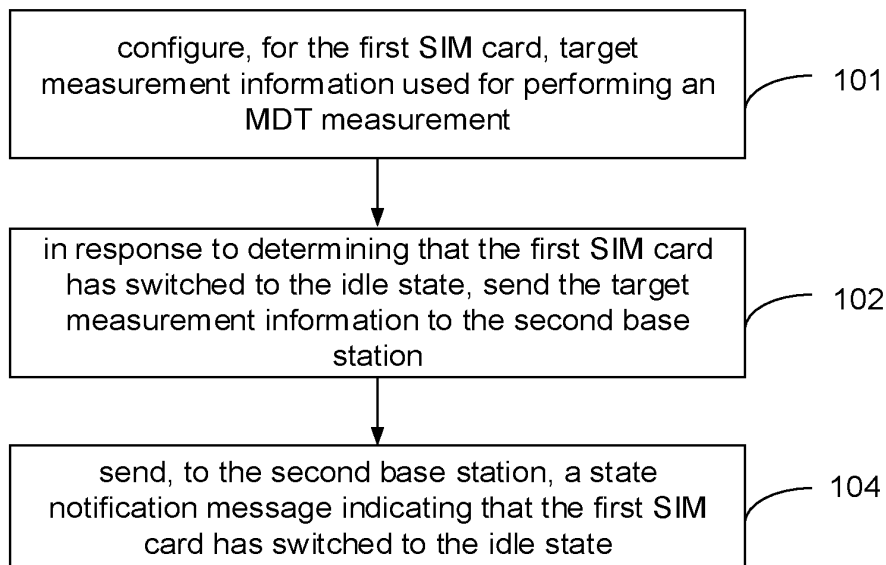 configure, for the first SIM card, target
measurement information used for performing an
MDT measurement
101
in response to determining that the first SIM card
has switched to the idle state, send the target
measurement information to the second base
station
102
send, to the second base station, a state
notification message indicating that the first SIM
card has switched to the idle state
104